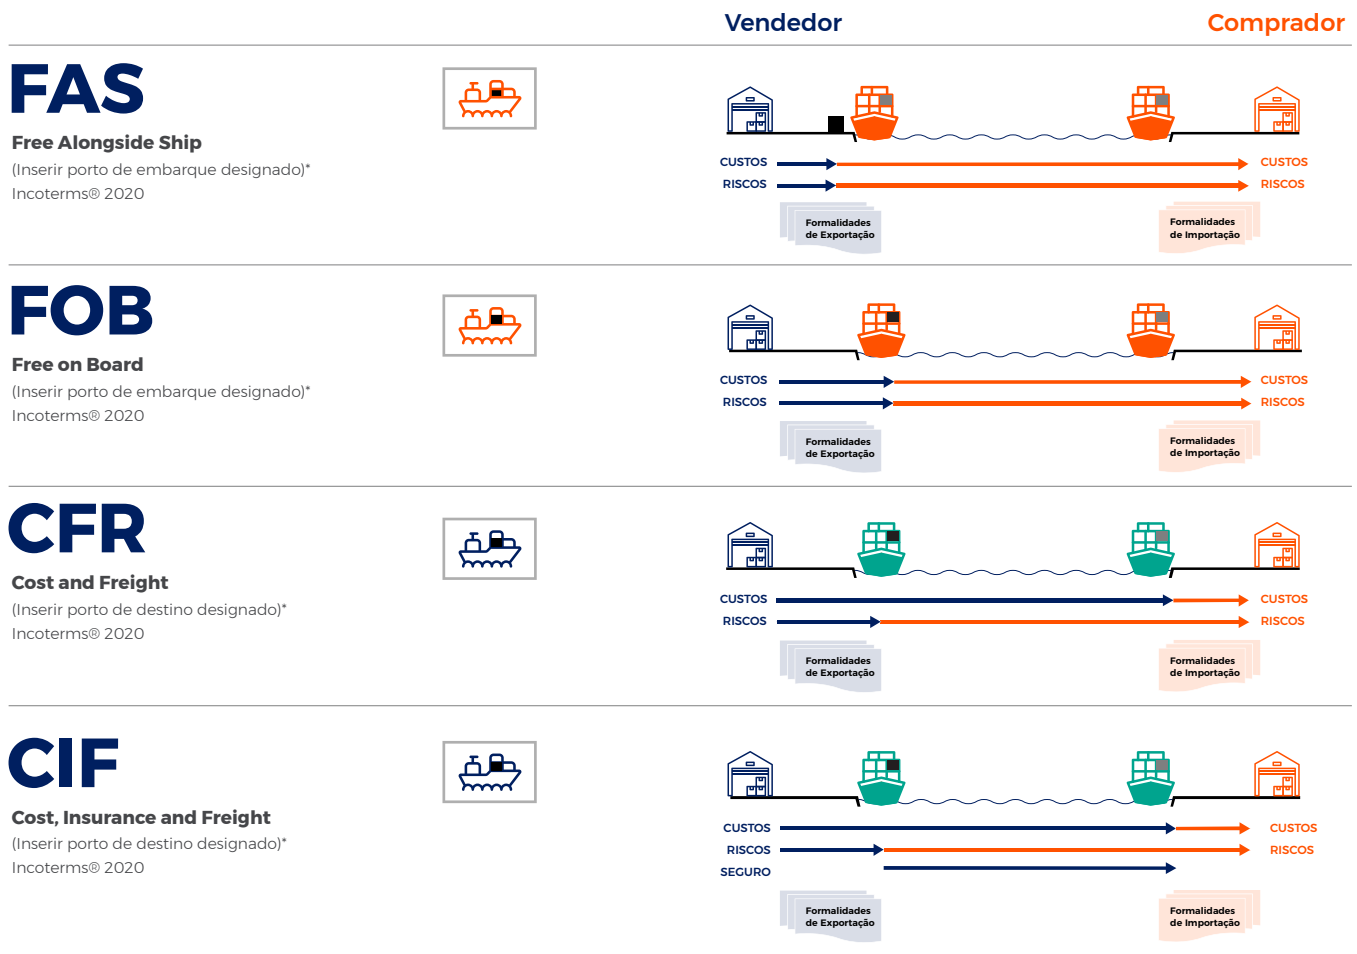 Vendedor
Comprador
FAS
Free Alongside Ship
(Inserir porto de embarque designado)*
Incoterms® 2020
CUSTOS
CUSTOS
RISCOS
RISCOS
Formalidades
de Exportação
Formalidades
de Importação
FOB
Free on Board
(Inserir porto de embarque designado)*
Incoterms® 2020
CUSTOS
CUSTOS
RISCOS
RISCOS
Formalidades
de Exportação
Formalidades
de Importação
CFR
Cost and Freight
(Inserir porto de destino designado)*
Incoterms® 2020
CUSTOS
CUSTOS
RISCOS
RISCOS
Formalidades
de Exportação
Formalidades
de Importação
CIF
Cost, Insurance and Freight
(Inserir porto de destino designado)*
Incoterms® 2020
CUSTOS
CUSTOS
RISCOS
RISCOS
SEGURO
Formalidades
de Exportação
Formalidades
de Importação